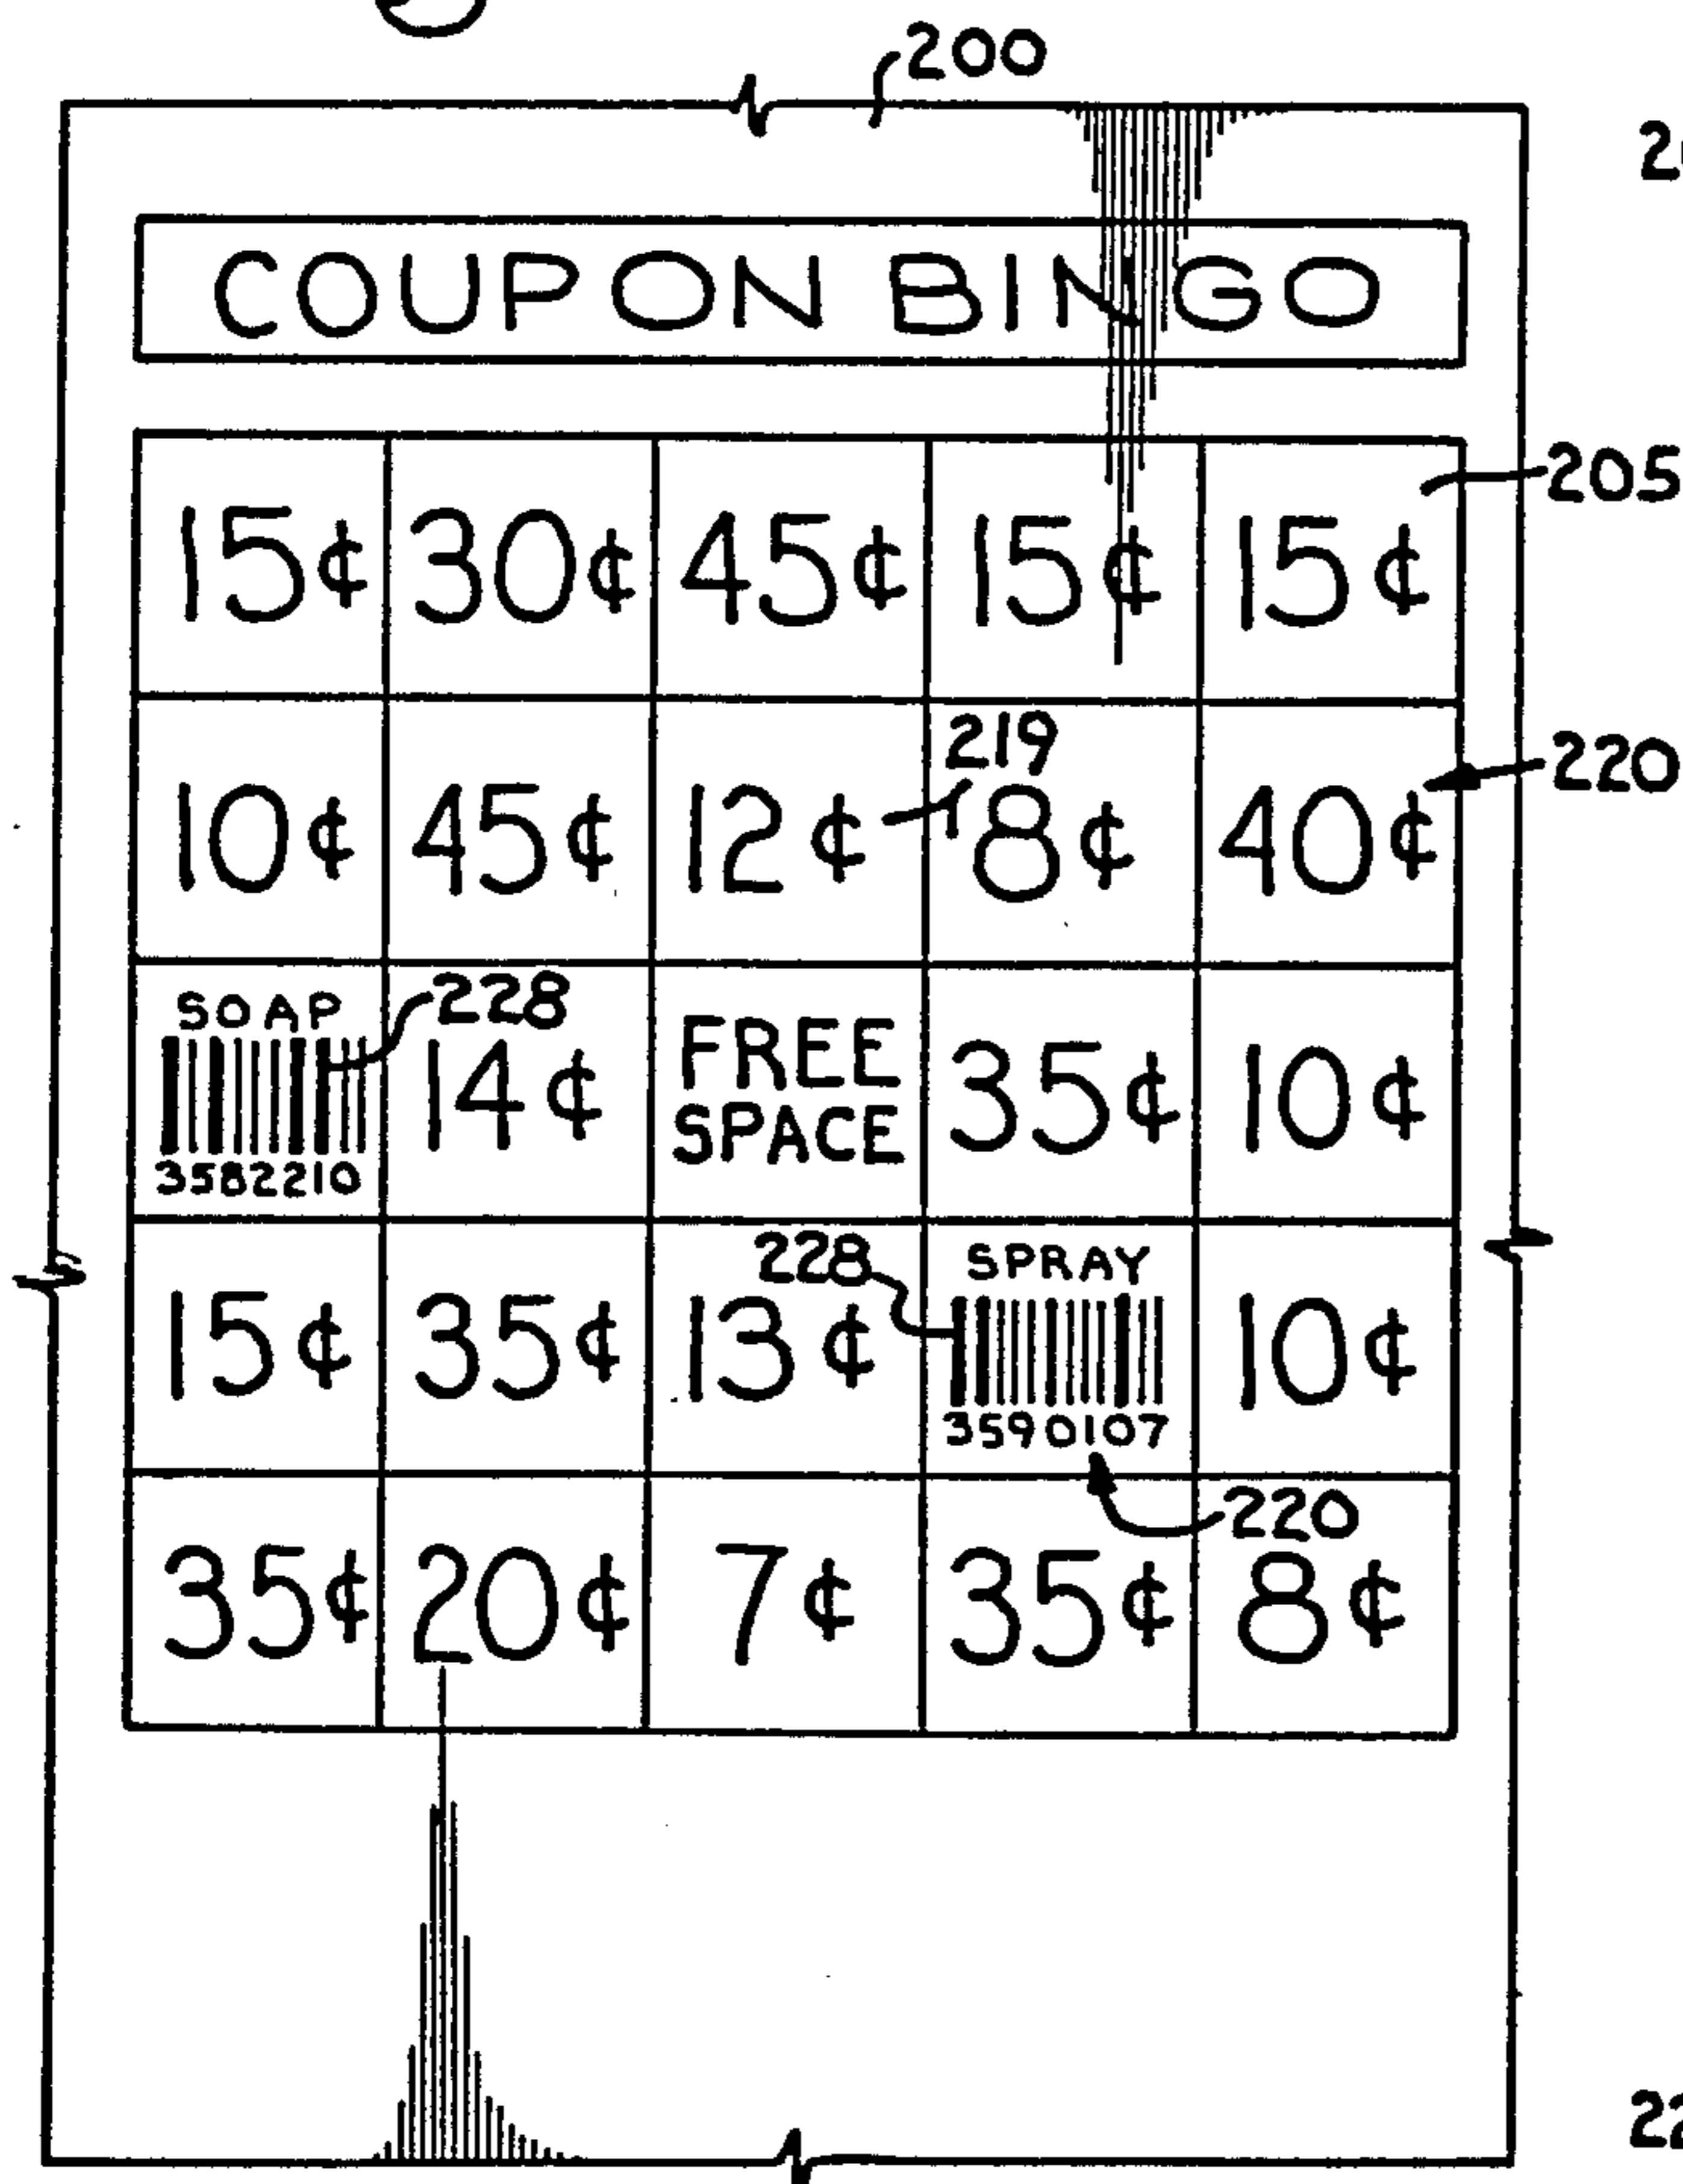 200
COUPON BINGO
205
15¢ 30¢ 45¢ 15¢ 15¢
219
220
10¢ 45¢ 12¢ 8¢ 40¢
SOAP 228
14¢ FREE SPACE 35¢ 10¢
3582210
228 SPRAY
15¢ 35¢ 13¢ 10¢
3590107
220
35¢ 20¢ 7¢ 35¢ 8¢